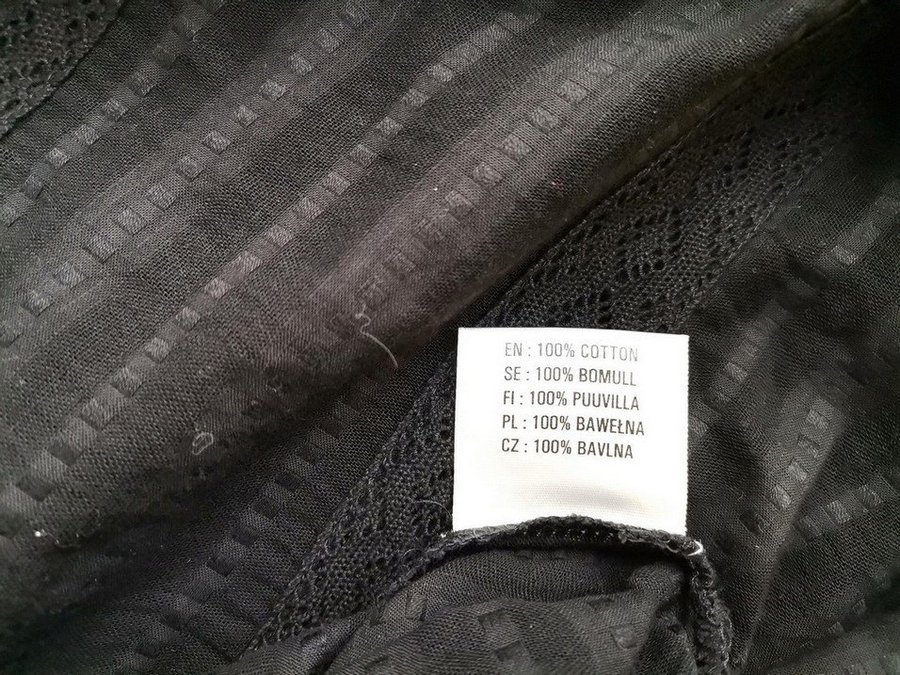 EN : 100% COTTON
SE : 100% BOMULL
FI : 100% PUUVILLA
PL : 100% BAWEŁNA
CZ : 100% BAVLNA